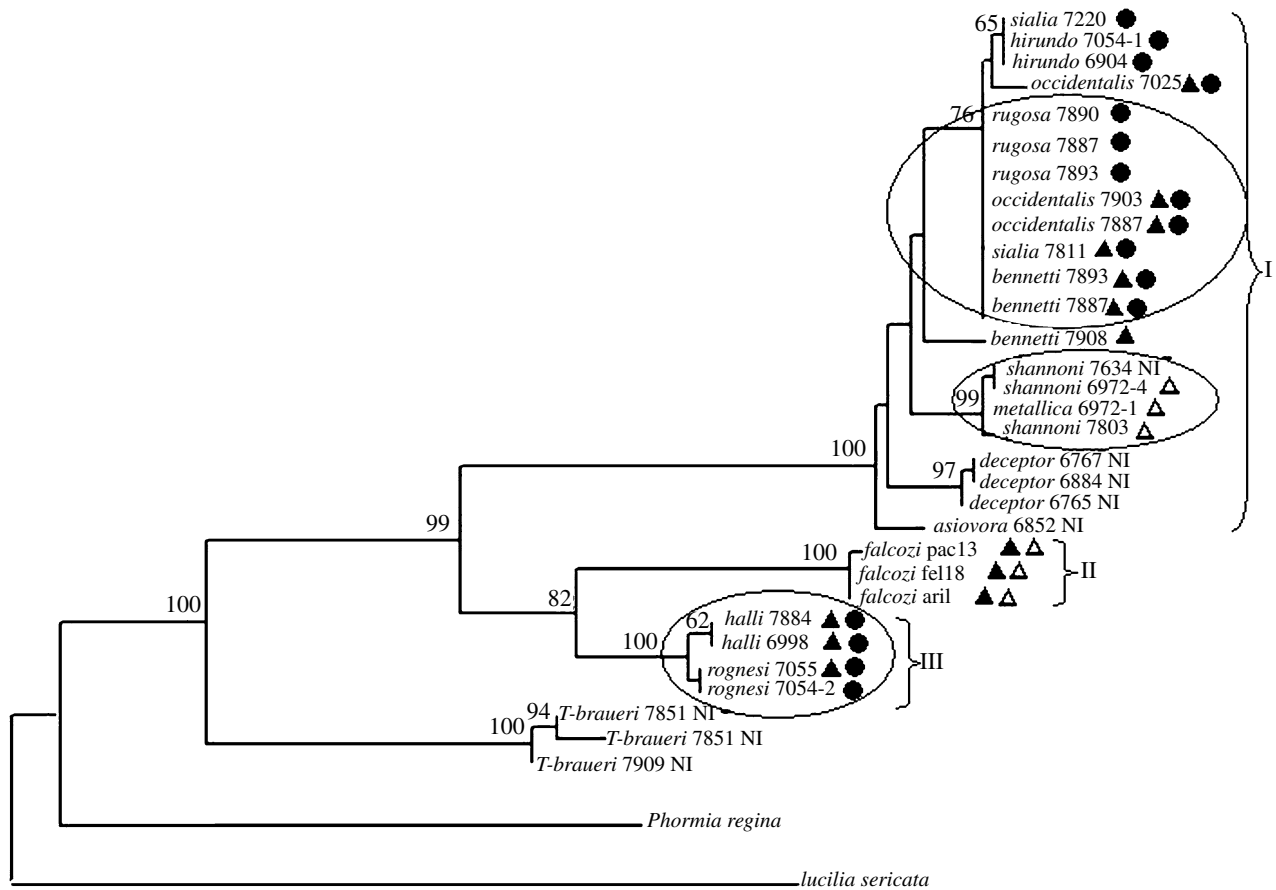 65
sialia 7220
hirundo 7054-1
hirundo 6904
occidentalis 7025
76
rugosa 7890
rugosa 7887
rugosa 7893
occidentalis 7903
occidentalis 7887
sialia 7811
bennetti 7893
bennetti 7887
bennetti 7908
I
shannoni 7634 NI
shannoni 6972-4
99
metallica 6972-1
shannoni 7803
100
97
deceptor 6767 NI
deceptor 6884 NI
deceptor 6765 NI
99
asiovora 6852 NI
100
falcozi pac13
falcozi fel18
falcozi aril
II
100
82
62
halli 7884
100
halli 6998
rognesi 7055
rognesi 7054-2
III
94
T-braueri 7851 NI
100
T-braueri 7851 NI
T-braueri 7909 NI
Phormia regina
lucilia sericata